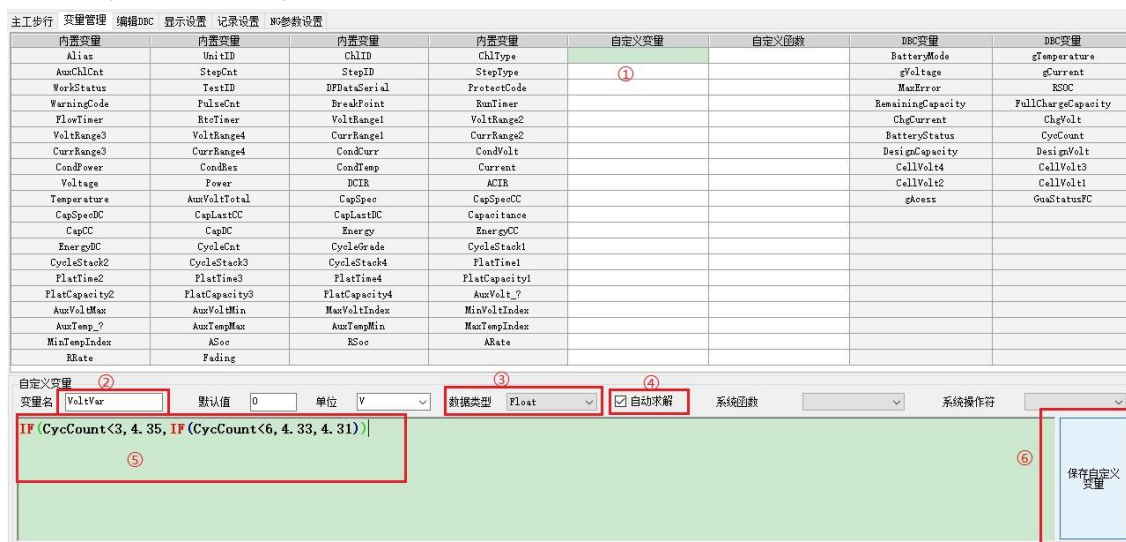 主工步行 变量管理 编辑DBC 显示设置 记录设置 NG参数设置
内置变量 内置变量 内置变量 内置变量 自定义变量 自定义函数 DBC变量 DBC变量
Alias UnitID ChlID ChlType BatteryMode gTemperature
AuxChlCnt StepCnt StepID StepType ① gVoltage gCurrent
WorkStatus TestID DFDataSerial ProtectCode MaxError RSOC
WarningCode PulseCnt BreakPoint RunTimer RemainingCapacity FullChargeCapacity
FlowTimer RtcTimer VoltRange1 VoltRange2 ChgCurrent ChgVolt
VoltRange3 VoltRange4 CurrRange1 CurrRange2 BatteryStatus CycCount
CurrRange3 CurrRange4 CondCurr CondVolt DesignCapacity DesignVolt
CondPower CondRes CondTemp Current CellVolt4 CellVolt3
Voltage Power DCIR ACIR CellVolt2 CellVolt1
Temperature AuxVoltTotal CapSpec CapSpecCC gAcess GuaStatusFC
CapSpecDC CapLastCC CapLastDC Capacitance
CapCC CapDC Energy EnergyCC
EnergyDC CycleCnt CycleGrade CycleStack1
CycleStack2 CycleStack3 CycleStack4 PlatTime1
PlatTime2 PlatTime3 PlatTime4 PlatCapacity1
PlatCapacity2 PlatCapacity3 PlatCapacity4 AuxVolt_?
AuxVoltMax AuxVoltMin MaxVoltIndex MinVoltIndex
AuxTemp_? AuxTempMax AuxTempMin MaxTempIndex
MinTempIndex ASoc RSoc ARate
RRate Fading
自定义变量 ② ③ ④
变量名 VoltVar 默认值 0 单位 V 数据类型 Float 自动求解 系统函数 系统操作符
IF(CycCount<3,4.35,IF(CycCount<6,4.33,4.31))
⑤ ⑥
保存自定义
变量